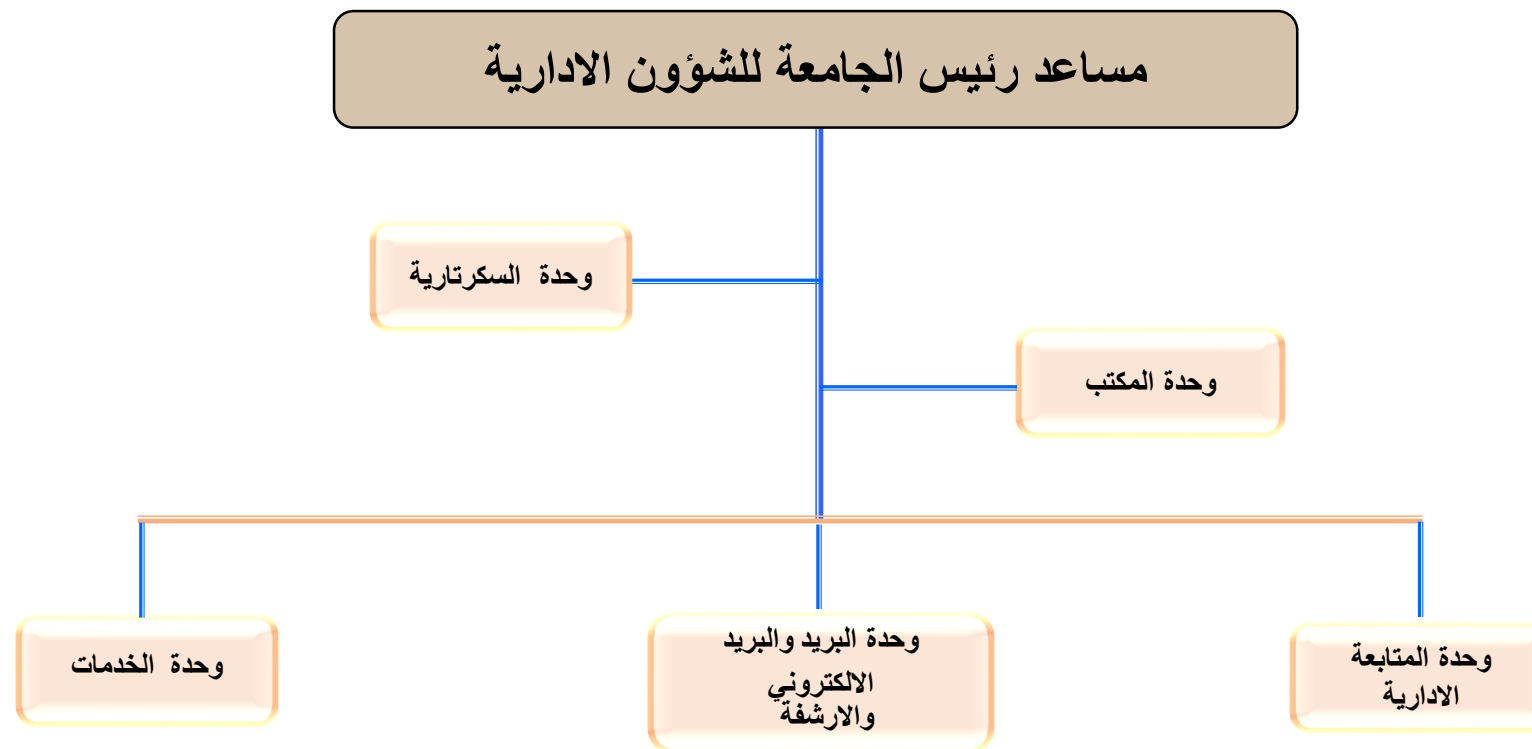 مساعد رئيس الجامعة للشؤون الادارية
وحدة السكرتارية
وحدة المكتب
وحدة المتابعة
الادارية
وحدة البريد والبريد
الالكتروني
والارشفة
وحدة الخدمات